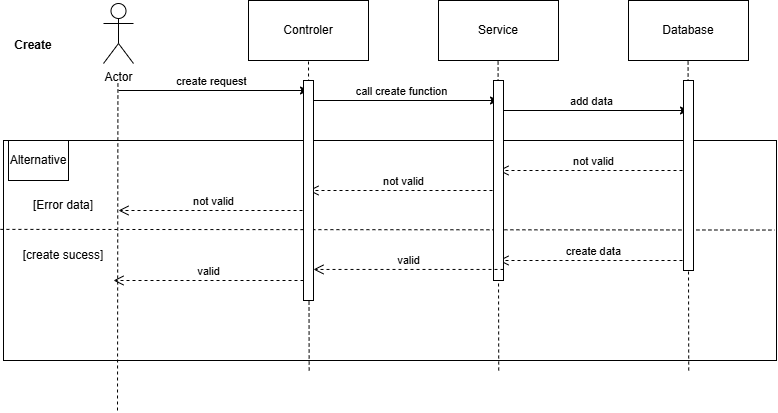 Controler
Service
Database
Create
Actor
create request
call create function
add data
Alternative
not valid
not valid
not valid
[Error data]
create data
[create sucess]
valid
valid